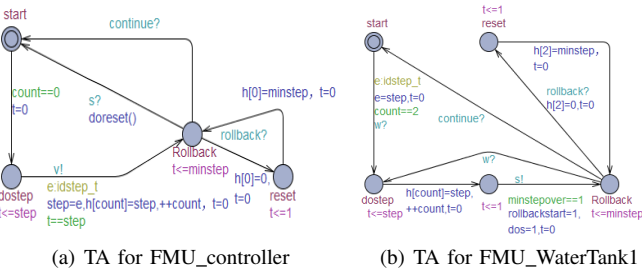 start
continue?
count==0
t=0
s?
doreset()
h[0]=minstep, t=0
rollback?
Rollback
t<=minstep
v!
e:idstep_t
step=e,h[count]=step,++count, t=0
t==step
h[0]=0,
t=0
dostep
t<=step
reset
t<=1
(a) TA for FMU_controller
start
t<=1
reset
h[2]=minstep,
t=0
e:idstep_t
e=step,t=0
count==2
w?
continue?
rollback?
h[2]=0,t=0
w?
s!
dostep
t<=step
h[count]=step,
++count,t=0
t<=1
minstepover==1
rollbackstart=1,
dos=1,t=0
Rollback
t<=minstep
(b) TA for FMU_WaterTank1